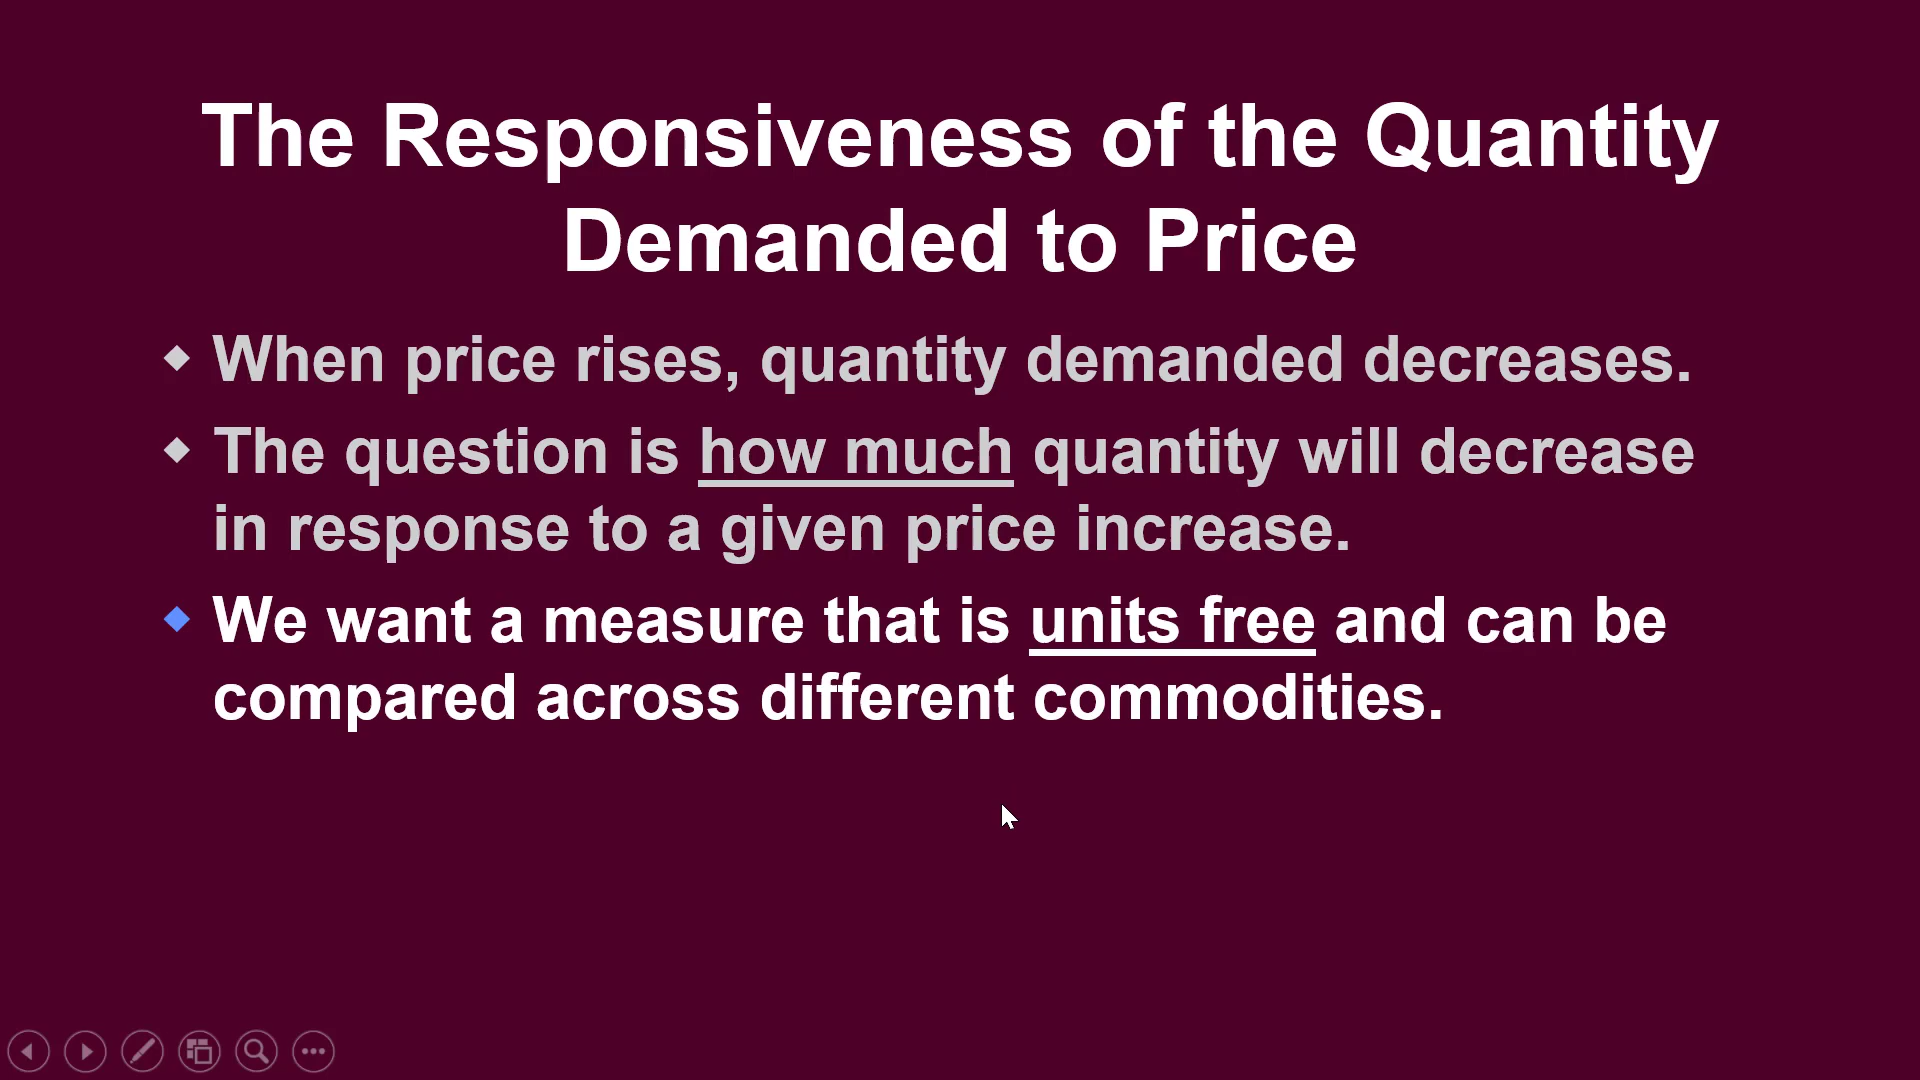 The Responsiveness of the Quantity
Demanded to Price
When price rises, quantity demanded decreases.
The question is how much quantity will decrease
in response to a given price increase.
We want a measure that is units free and can be
compared across different commodities.